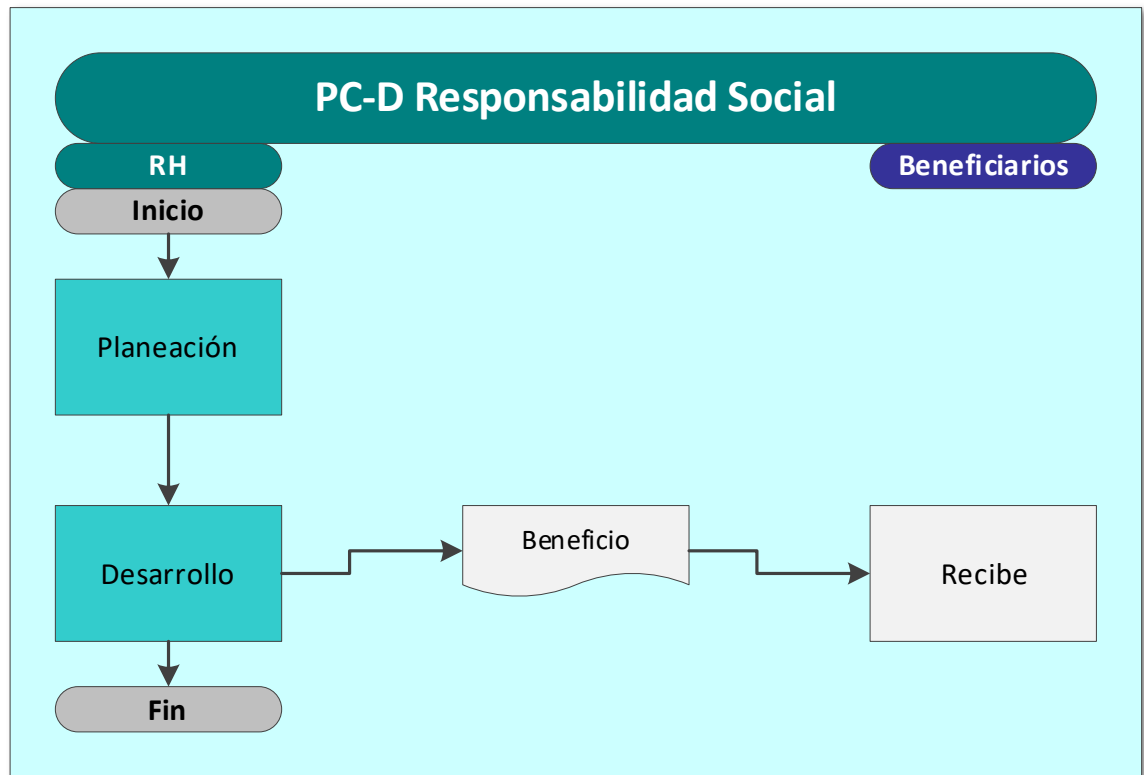 PC-D Responsabilidad Social
RH
Beneficiarios
Inicio
Planeación
Desarrollo
Beneficio
Recibe
Fin